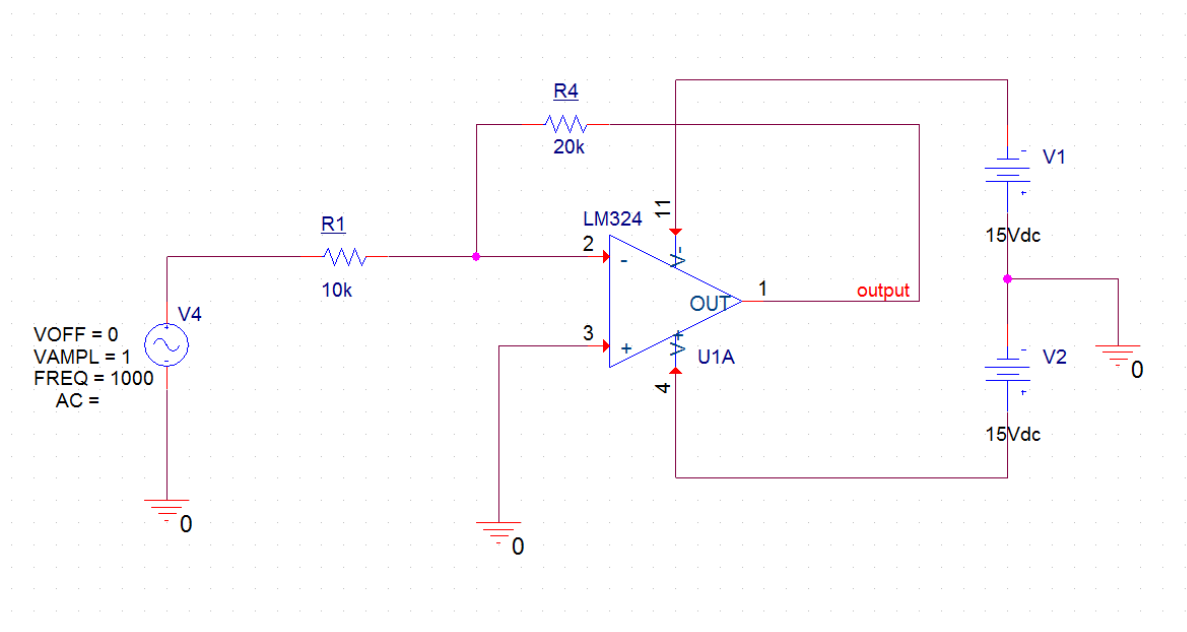 R4
20k
- V1
+
15Vdc
LM324
11
R1
2
-
V-
10k
OUT
1
output
V4
+
-
VOFF = 0
VAMPL = 1
FREQ = 1000
AC =
3
+
V+
U1A
4
- V2
+
15Vdc
0
0
0